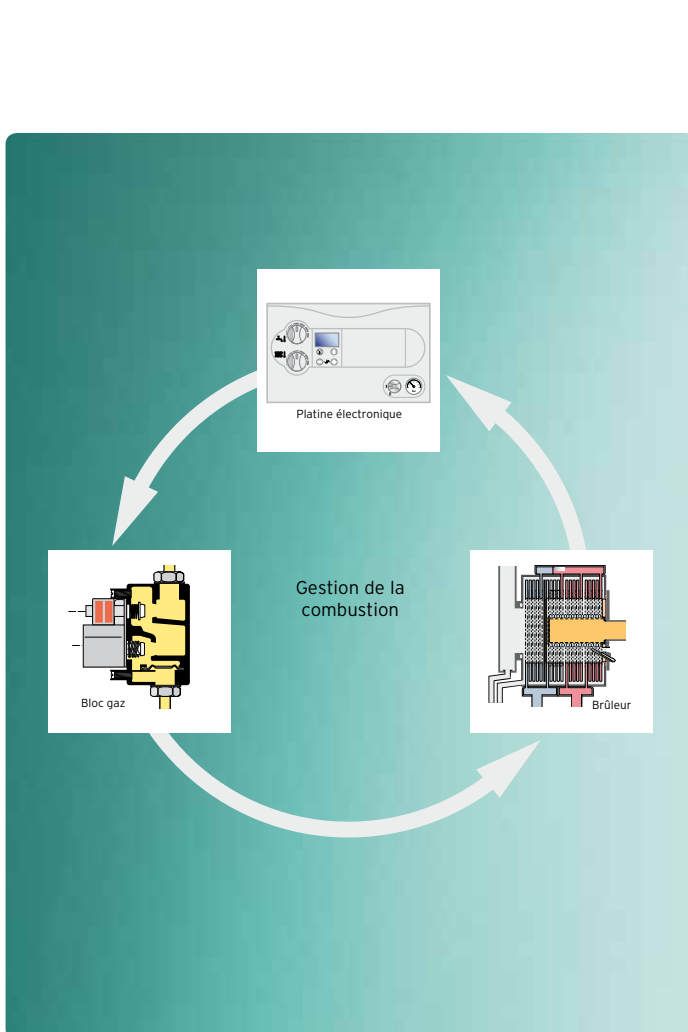 Platine électronique
Gestion de la
combustion
Bloc gaz
Brûleur